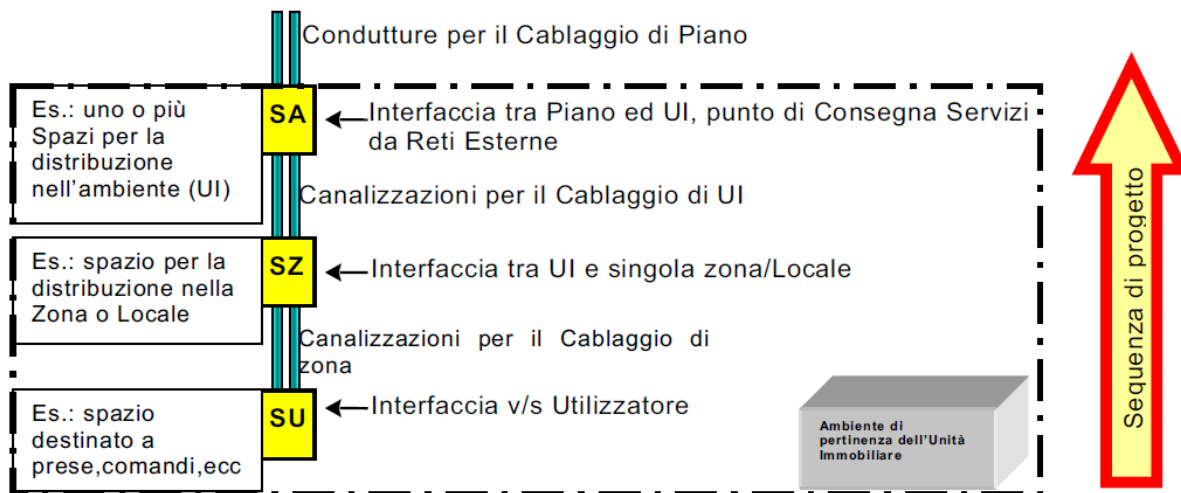 Condutture per il Cablaggio di Piano
Es.: uno o più
Spazi per la
distribuzione
nell'ambiente (UI)
SA
Interfaccia tra Piano ed UI, punto di Consegna Servizi
da Reti Esterne
Canalizzazioni per il Cablaggio di UI
Es.: spazio per la
distribuzione nella
Zona o Locale
SZ
Interfaccia tra UI e singola zona/Locale
Canalizzazioni per il Cablaggio di
zona
Es.: spazio
destinato a
prese,comandi,ecc
SU
Interfaccia v/s Utilizzatore
Ambiente di
pertinenza dell'Unità
Immobiliare
Sequenza di progetto